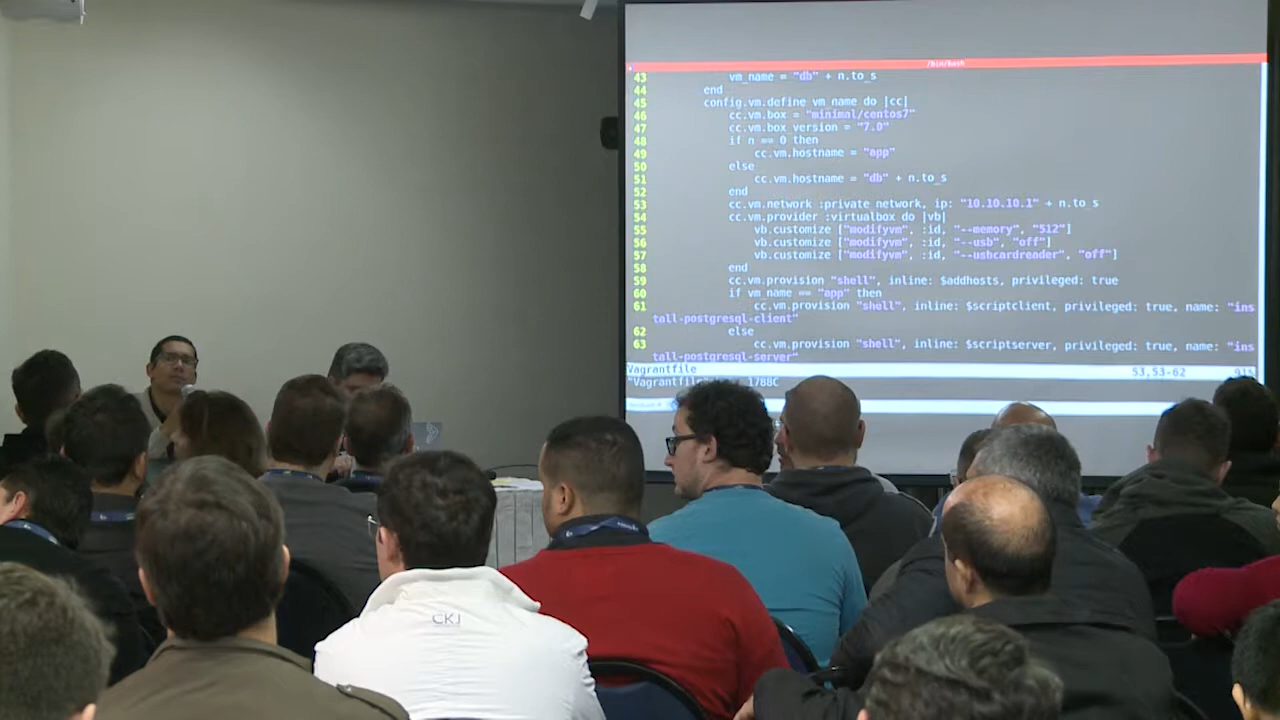 /bin/bash
43 vm_name = "db" + n.to_s
44 end
45 config.vm.define vm_name do |cc|
46 cc.vm.box = "minimal/centos7"
47 cc.vm.box_version = "7.0"
48 if n == 0 then
49 cc.vm.hostname = "app"
50 else
51 cc.vm.hostname = "db" + n.to_s
52 end
53 cc.vm.network :private_network, ip: "10.10.10.1" + n.to_s
54 cc.vm.provider :virtualbox do |vb|
55 vb.customize ["modifyvm", :id, "--memory", "512"]
56 vb.customize ["modifyvm", :id, "--usb", "off"]
57 vb.customize ["modifyvm", :id, "--usbcardreader", "off"]
58 end
59 cc.vm.provision "shell", inline: $addhosts, privileged: true
60 if vm_name == "app" then
61 cc.vm.provision "shell", inline: $scriptclient, privileged: true, name: "ins
tall-postgresql-client"
62 else
63 cc.vm.provision "shell", inline: $scriptserver, privileged: true, name: "ins
tall-postgresql-server"
Vagrantfile 53,53-62
"Vagrantfile" 1788C
CKJ